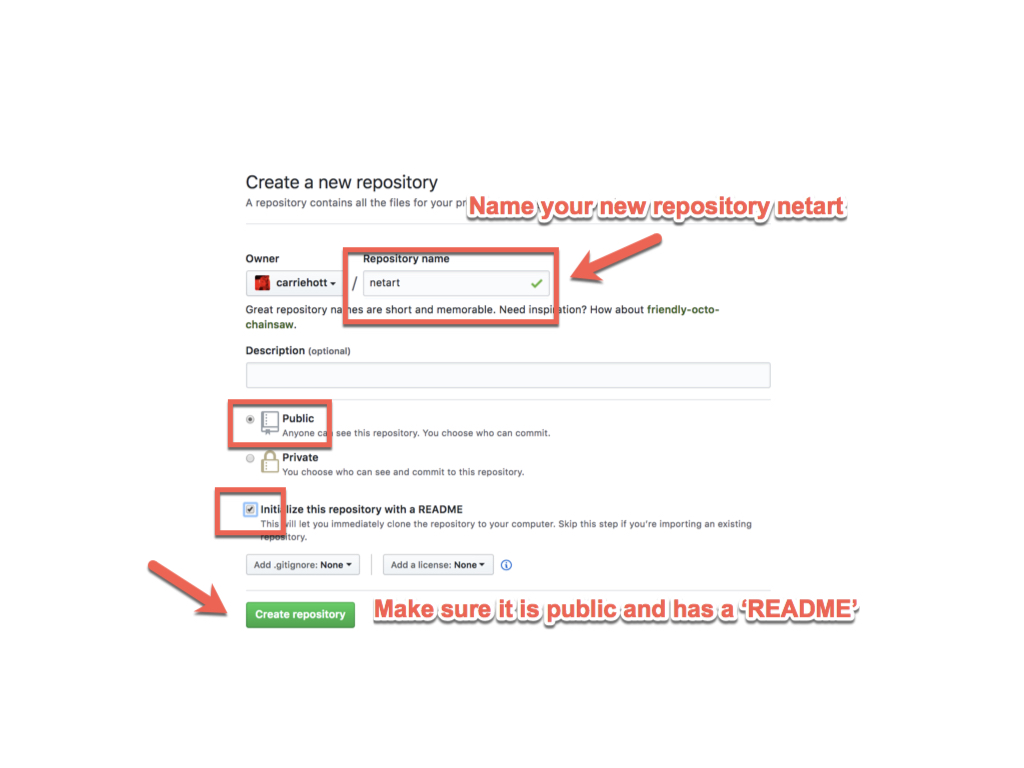 Create a new repository
A repository contains all the files for your pr
Name your new repository netart
Owner
Repository name
carriehott
/
netart
Great repository names are short and memorable. Need inspiration? How about friendly-octo-
chainsaw.
Description (optional)
Public
Anyone can see this repository. You choose who can commit.
Private
You choose who can see and commit to this repository.
Initialize this repository with a README
This will let you immediately clone the repository to your computer. Skip this step if you're importing an existing
repository.
Add .gitignore: None
Add a license: None
Create repository
Make sure it is public and has a ‘README’